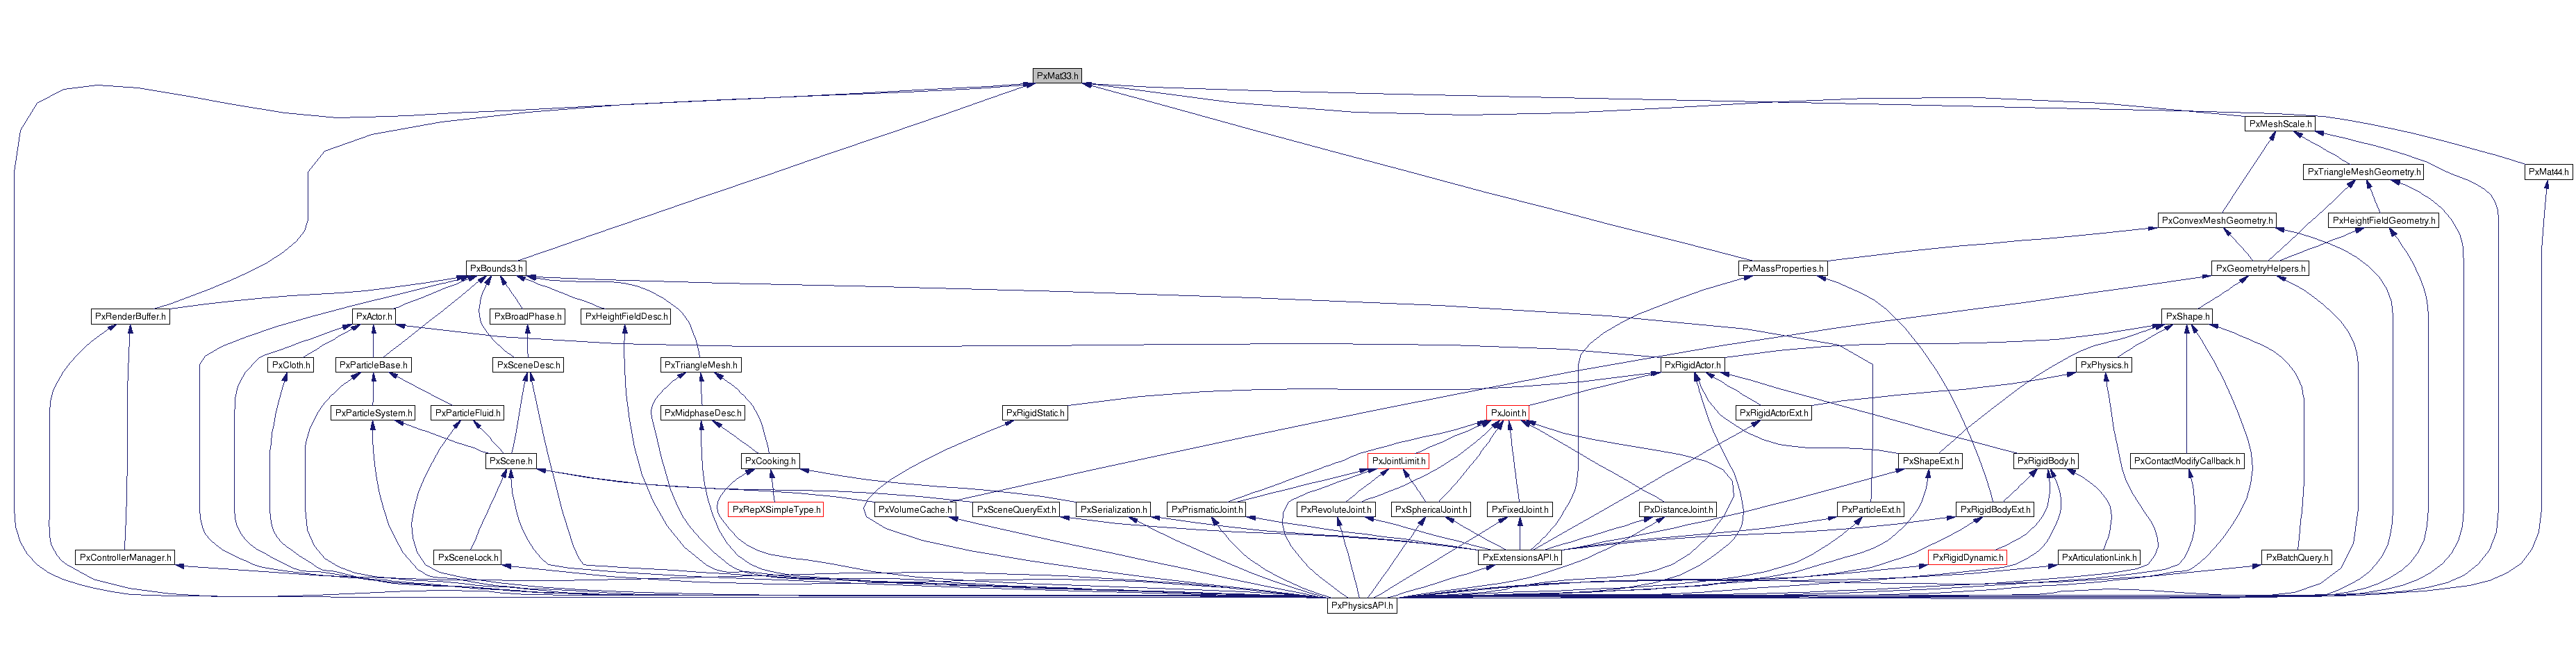 PxMat33.h
PxMeshScale.h
PxTriangleMeshGeometry.h
PxMat44.h
PxConvexMeshGeometry.h
PxHeightFieldGeometry.h
PxBounds3.h
PxMassProperties.h
PxGeometryHelpers.h
PxRenderBuffer.h
PxActor.h
PxBroadPhase.h
PxHeightFieldDesc.h
PxShape.h
PxCloth.h
PxParticleBase.h
PxSceneDesc.h
PxTriangleMesh.h
PxRigidActor.h
PxPhysics.h
PxParticleSystem.h
PxParticleFluid.h
PxMidphaseDesc.h
PxRigidStatic.h
PxJoint.h
PxRigidActorExt.h
PxScene.h
PxCooking.h
PxJointLimit.h
PxShapeExt.h
PxRigidBody.h
PxContactModifyCallback.h
PxRepXSimpleType.h
PxVolumeCache.h
PxSceneQueryExt.h
PxSerialization.h
PxPrismaticJoint.h
PxRevoluteJoint.h
PxSphericalJoint.h
PxFixedJoint.h
PxDistanceJoint.h
PxParticleExt.h
PxRigidBodyExt.h
PxControllerManager.h
PxSceneLock.h
PxExtensionsAPI.h
PxRigidDynamic.h
PxArticulationLink.h
PxBatchQuery.h
PxPhysicsAPI.h